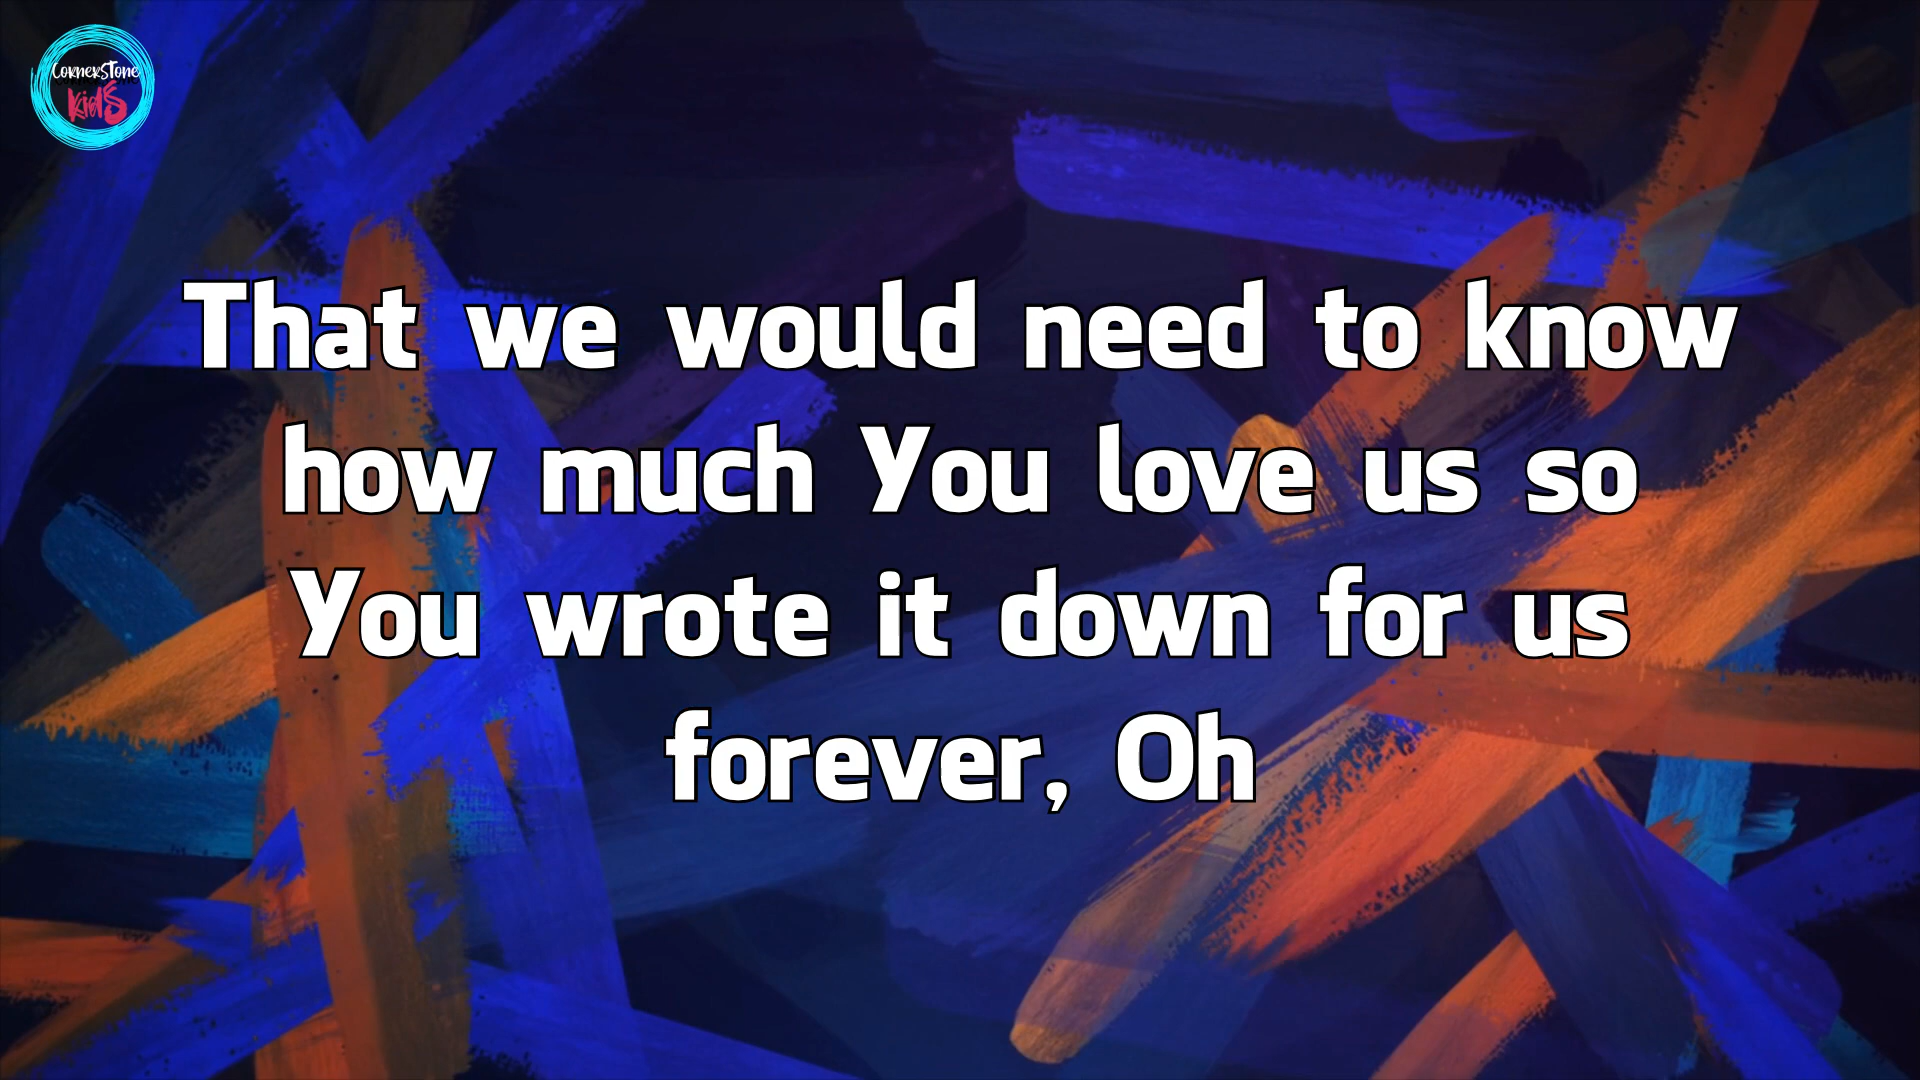 CornerStone
Kids
That we would need to know
how much You love us so
You wrote it down for us
forever, Oh